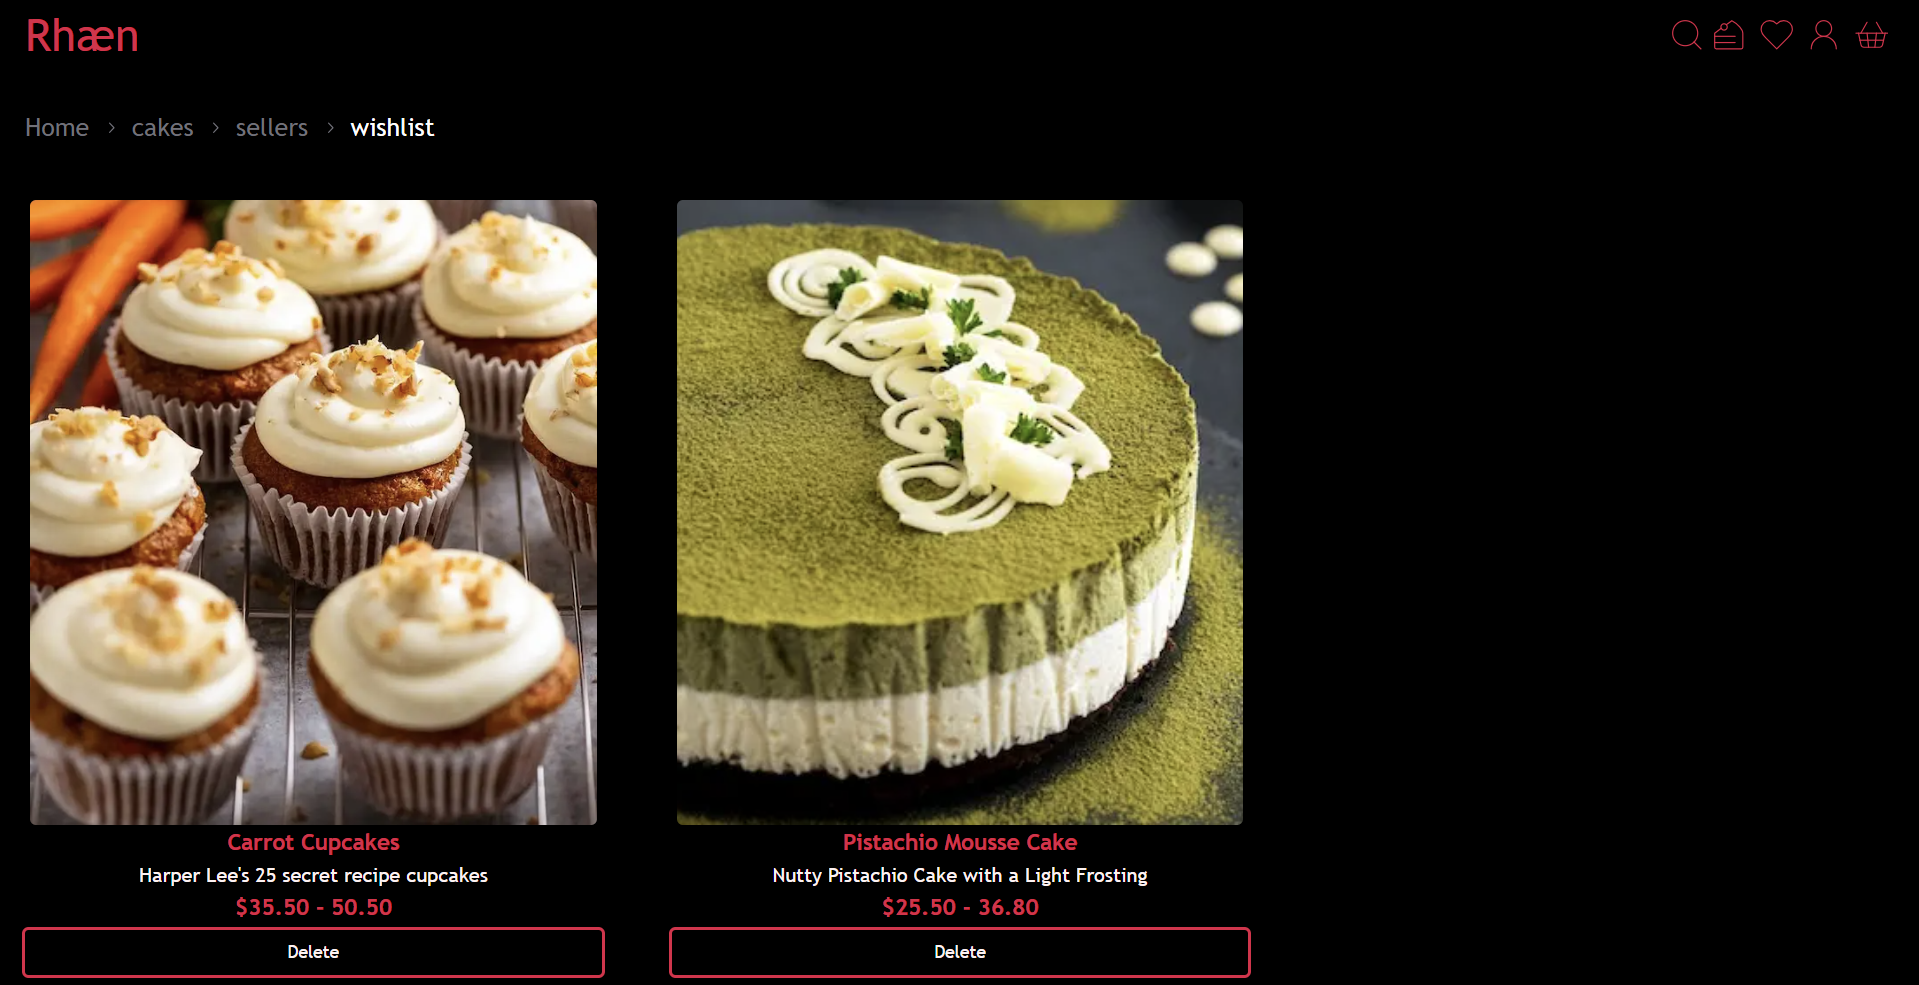 Rhæn
Home > cakes > sellers > wishlist
Carrot Cupcakes
Harper Lee's 25 secret recipe cupcakes
$35.50 - 50.50
Delete
Pistachio Mousse Cake
Nutty Pistachio Cake with a Light Frosting
$25.50 - 36.80
Delete